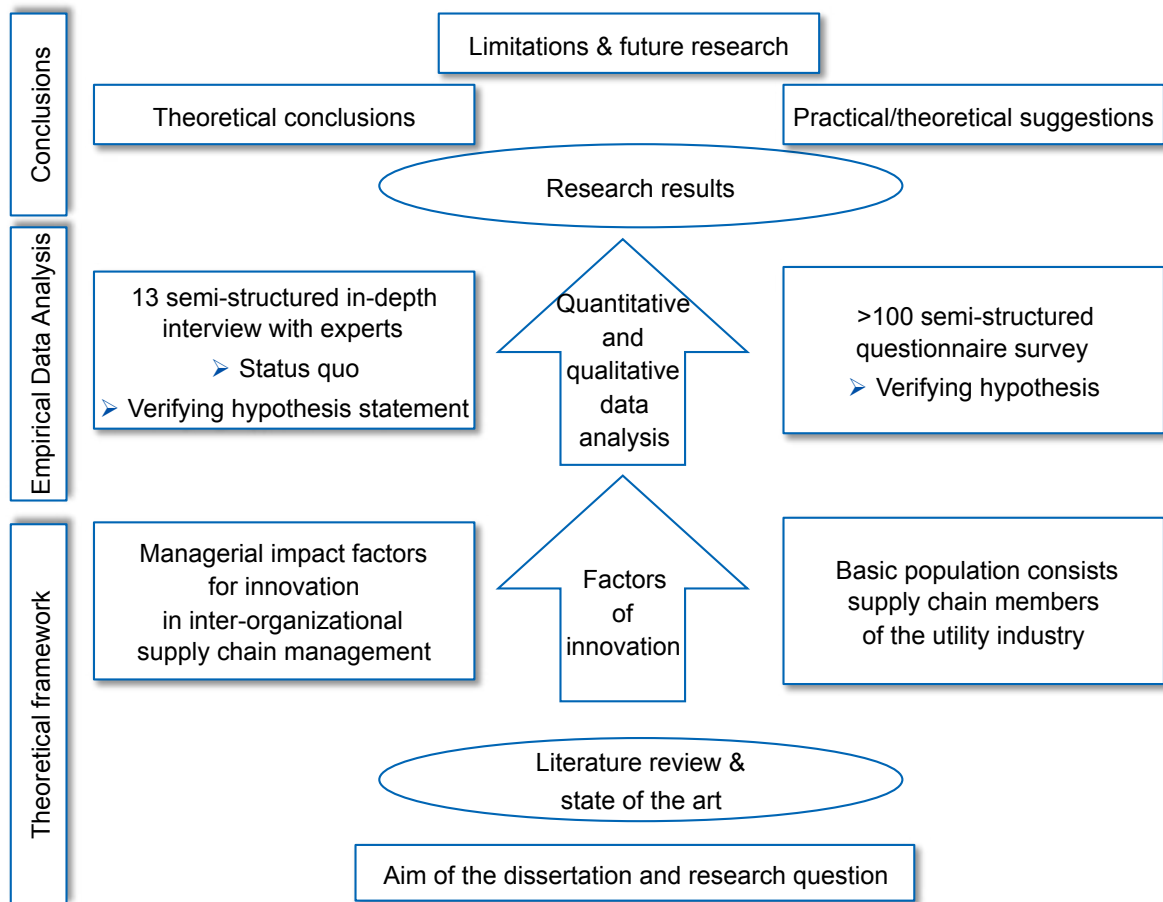 Conclusions
Limitations & future research
Theoretical conclusions
Practical/theoretical suggestions
Research results
Empirical Data Analysis
13 semi-structured in-depth
interview with experts
➢ Status quo
➢ Verifying hypothesis statement
Quantitative
and
qualitative
data
analysis
>100 semi-structured
questionnaire survey
➢ Verifying hypothesis
Theoretical framework
Managerial impact factors
for innovation
in inter-organizational
supply chain management
Factors
of
innovation
Basic population consists
supply chain members
of the utility industry
Literature review &
state of the art
Aim of the dissertation and research question